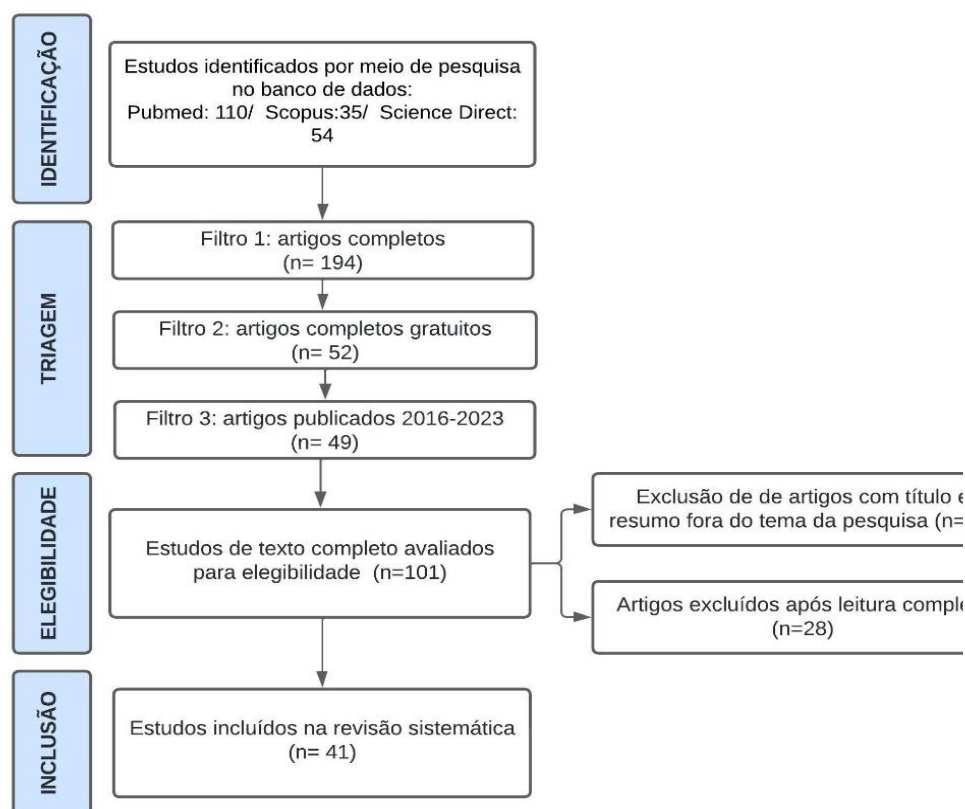 IDENTIFICAÇÃO
Estudos identificados por meio de pesquisa
no banco de dados:
Pubmed: 110/ Scopus:35/ Science Direct:
54
TRIAGEM
Filtro 1: artigos completos
(n= 194)
Filtro 2: artigos completos gratuitos
(n= 52)
Filtro 3: artigos publicados 2016-2023
(n= 49)
ELEGIBILIDADE
Estudos de texto completo avaliados
para elegibilidade (n=101)
Exclusão de de artigos com título e
resumo fora do tema da pesquisa (n=
Artigos excluídos após leitura comple
(n=28)
INCLUSÃO
Estudos incluídos na revisão sistemática
(n= 41)